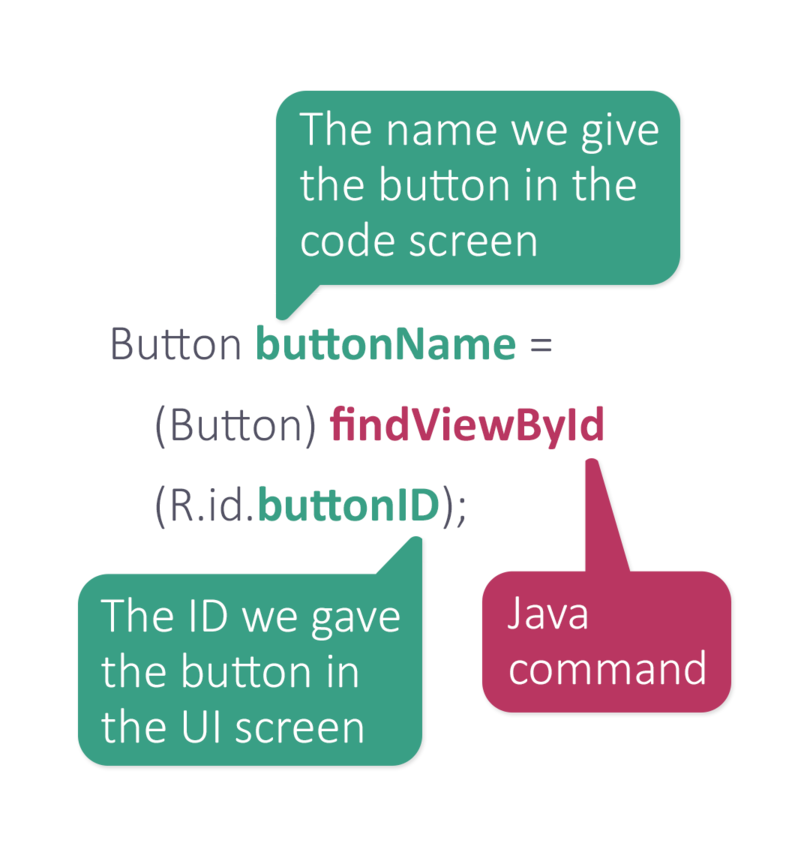 The name we give
the button in the
code screen
Button buttonName =
(Button) findViewById
(R.id.buttonID);
The ID we gave
the button in
the UI screen
Java
command